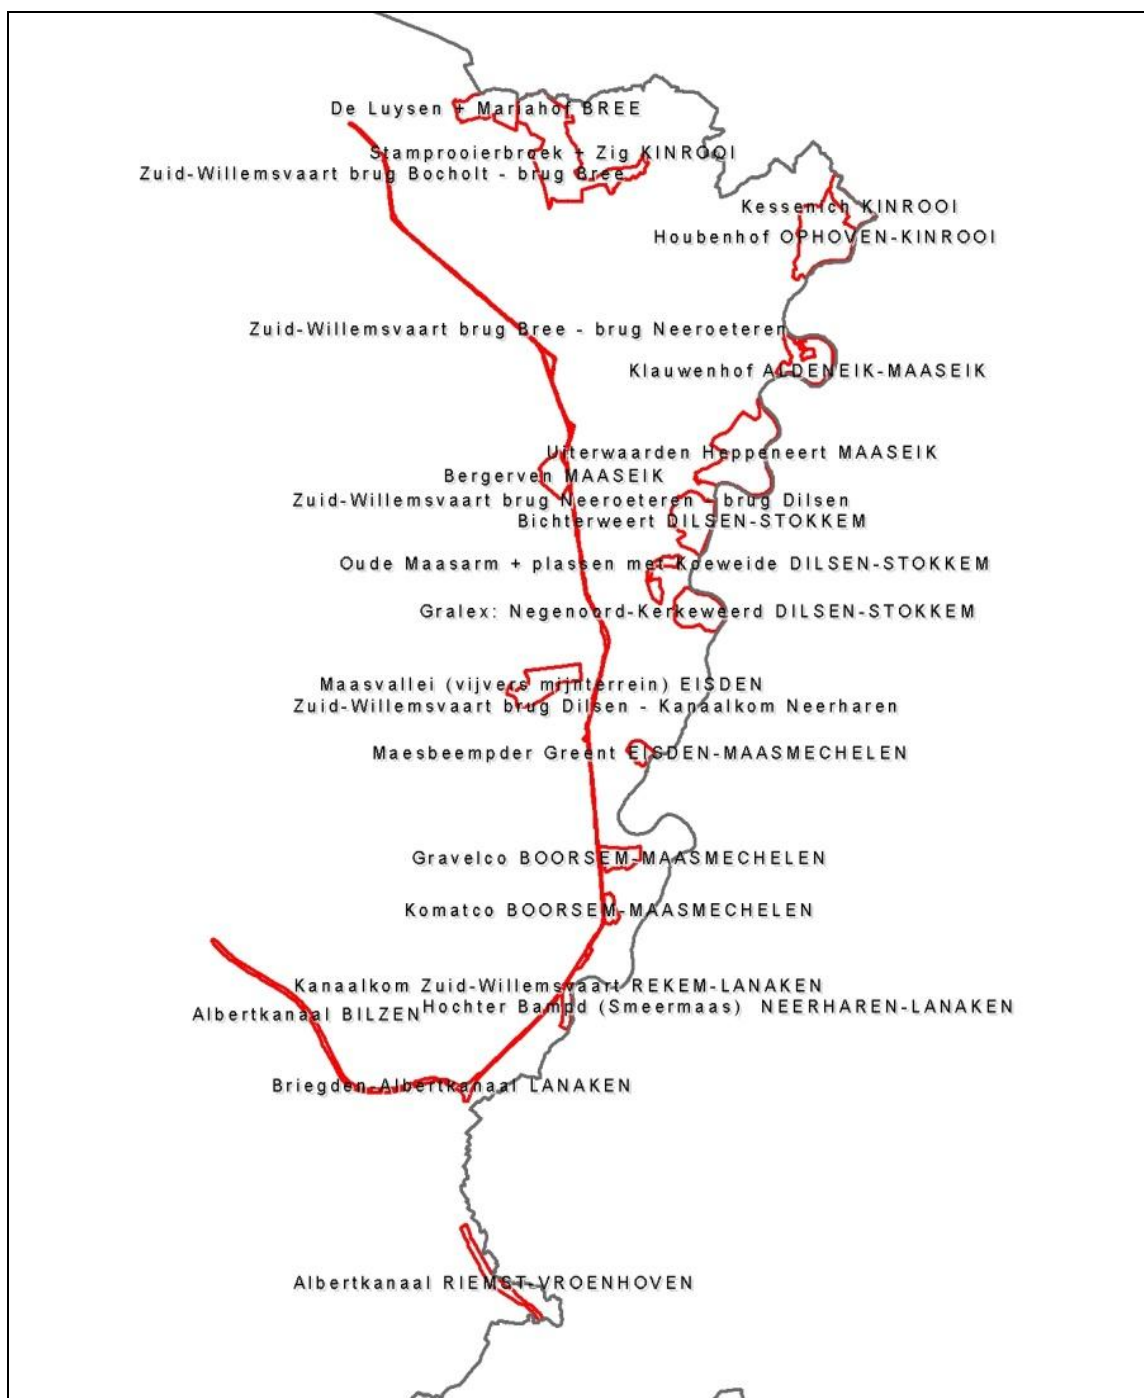 De Luysen + Mariahof BREE
Stamprooierbroek + Zig KINROOI
Zuid-Willemsvaart brug Bocholt - brug Bree
Kessenich KINROOI
Houbenhof OPHOVEN-KINROOI
Zuid-Willemsvaart brug Bree - brug Neeroeteren
Klauwenhof ALDENEIK-MAASEIK
Uiterwaarden Heppeneert MAASEIK
Bergerven MAASEIK
Zuid-Willemsvaart brug Neeroeteren - brug Dilsen
Bichterweert DILSEN-STOKKEM
Oude Maasarm + plassen met Koeweide DILSEN-STOKKEM
Gralex: Negenoord-Kerkeweerd DILSEN-STOKKEM
Maasvallei (vijvers mijnterrein) EISDEN
Zuid-Willemsvaart brug Dilsen - Kanaalkom Neerharen
Maesbeempder Greent EISDEN-MAASMECHELEN
Gravelco BOORSEM-MAASMECHELEN
Komatco BOORSEM-MAASMECHELEN
Kanaalkom Zuid-Willemsvaart REKEM-LANAKEN
Hochter Bampd (Smeermaas) NEERHAREN-LANAKEN
Albertkanaal BILZEN
Briegden-Albertkanaal LANAKEN
Albertkanaal RIEMST-VROENHOVEN